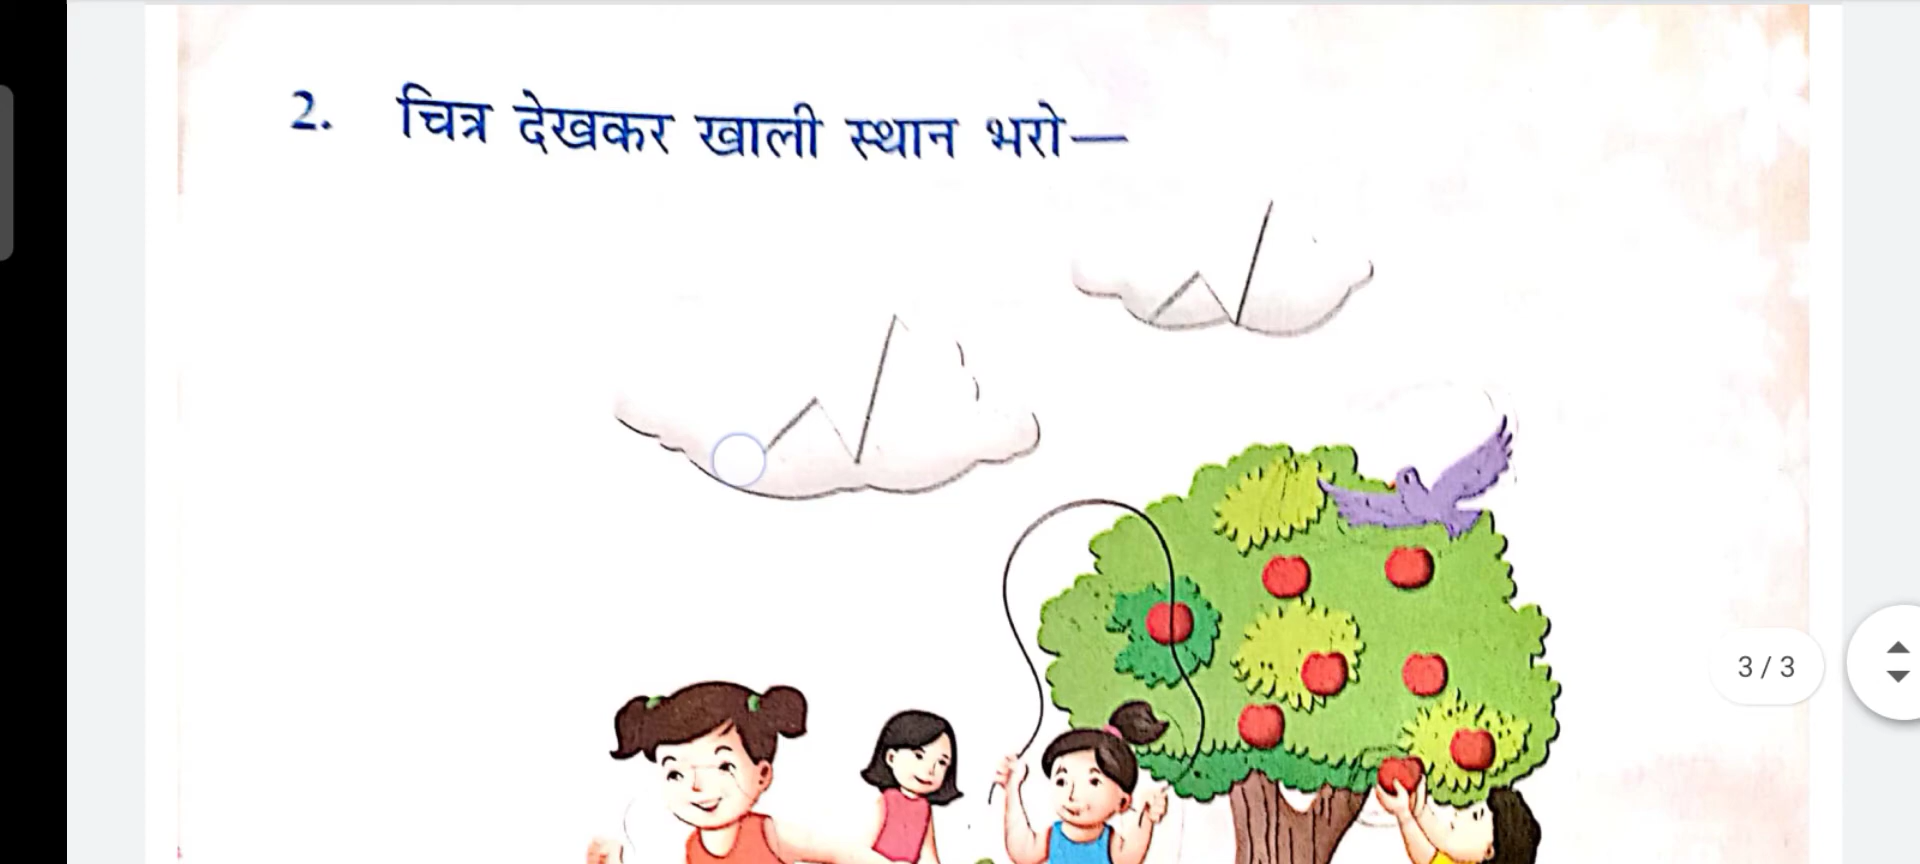 2. चित्र देखकर खाली स्थान भरो—
3 / 3